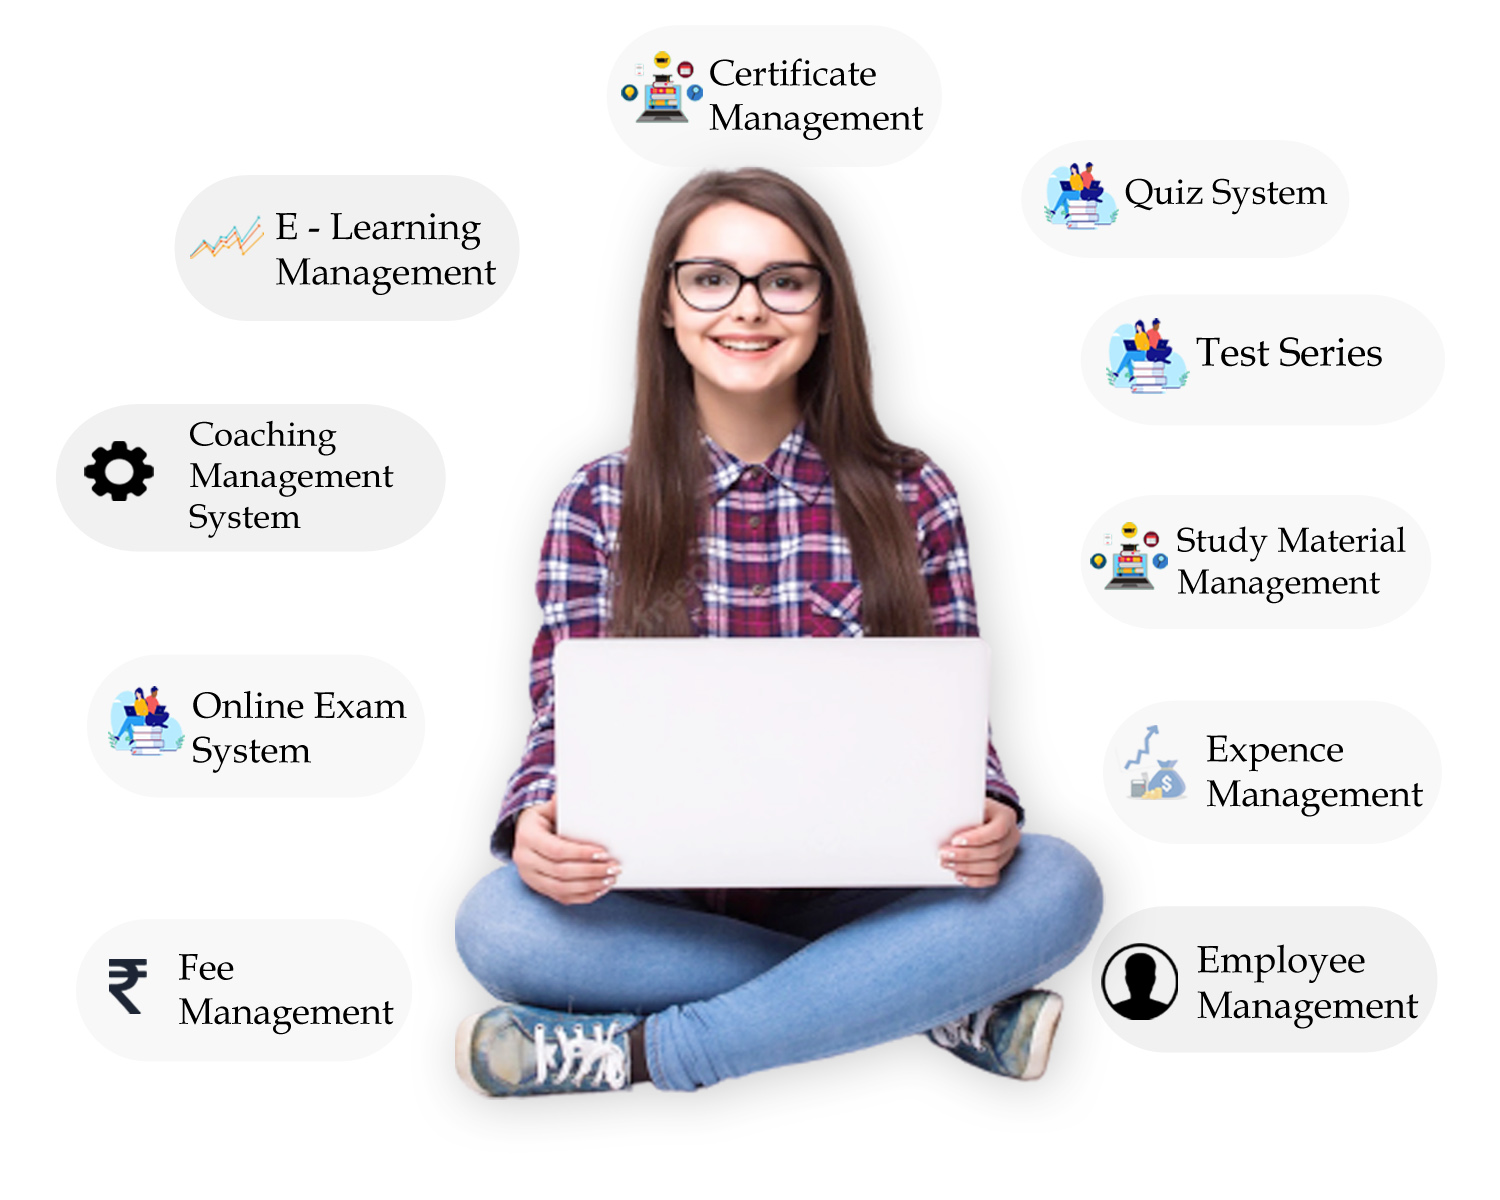 Certificate
Management
E - Learning
Management
Quiz System
Test Series
Coaching
Management
System
Study Material
Management
Online Exam
System
Expence
Management
Fee
Management
Employee
Management